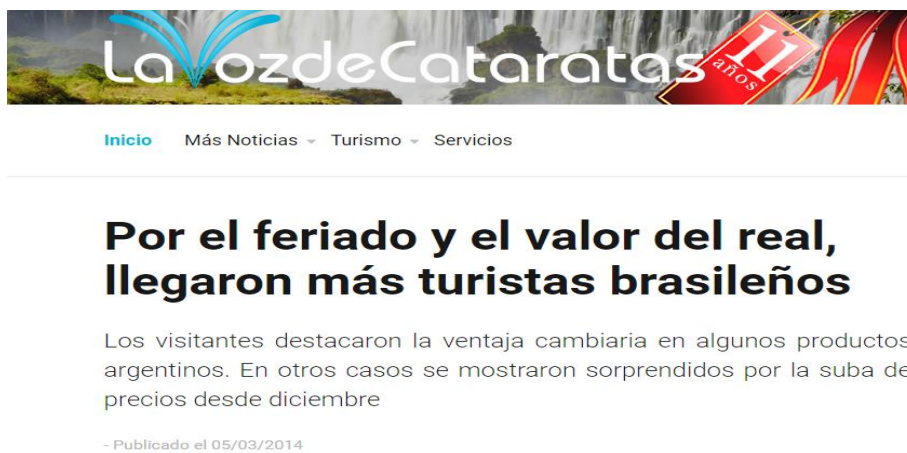 LaVozdeCataratas
11
años
Inicio Más Noticias Turismo Servicios
Por el feriado y el valor del real,
llegaron más turistas brasileños
Los visitantes destacaron la ventaja cambiaria en algunos productos
argentinos. En otros casos se mostraron sorprendidos por la suba de
precios desde diciembre
- Publicado el 05/03/2014